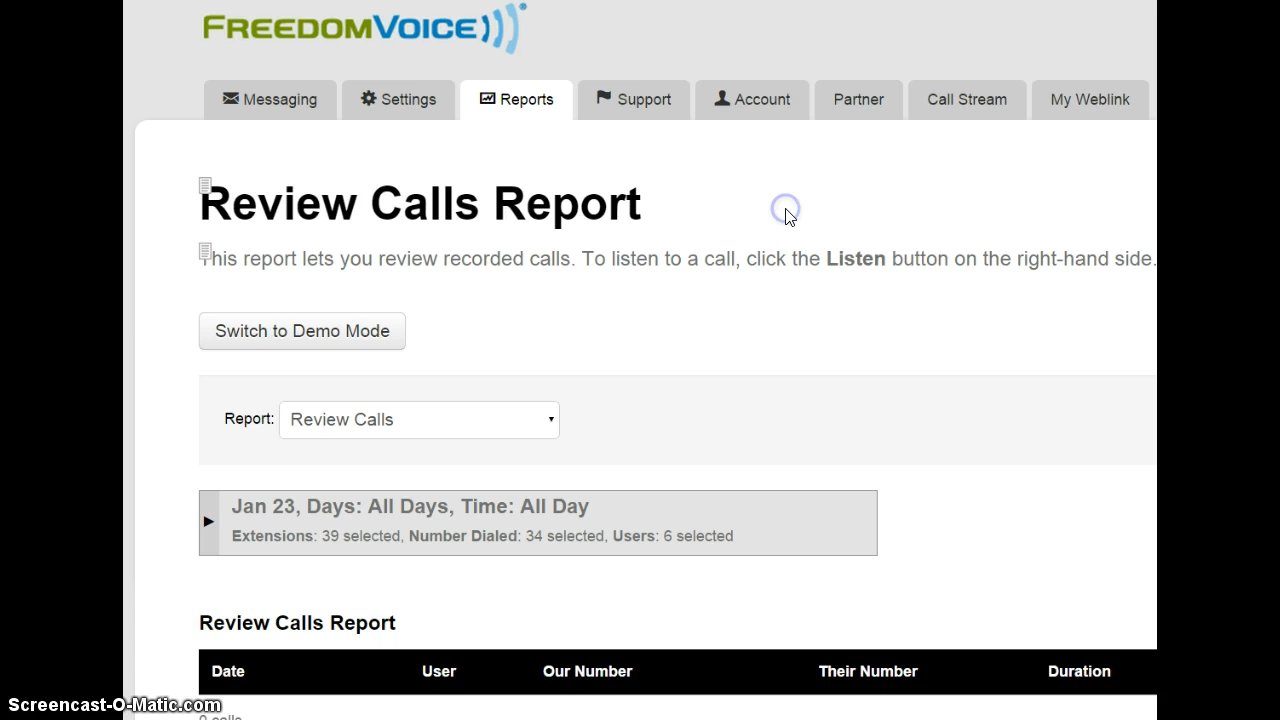 FREEDOMVOICE®
Messaging Settings Reports Support Account Partner Call Stream My Weblink
Review Calls Report
This report lets you review recorded calls. To listen to a call, click the Listen button on the right-hand side.
Switch to Demo Mode
Report: Review Calls
Jan 23, Days: All Days, Time: All Day
Extensions: 39 selected, Number Dialed: 34 selected, Users: 6 selected
Review Calls Report
Date User Our Number Their Number Duration
0 calls
Screencast-O-Matic.com